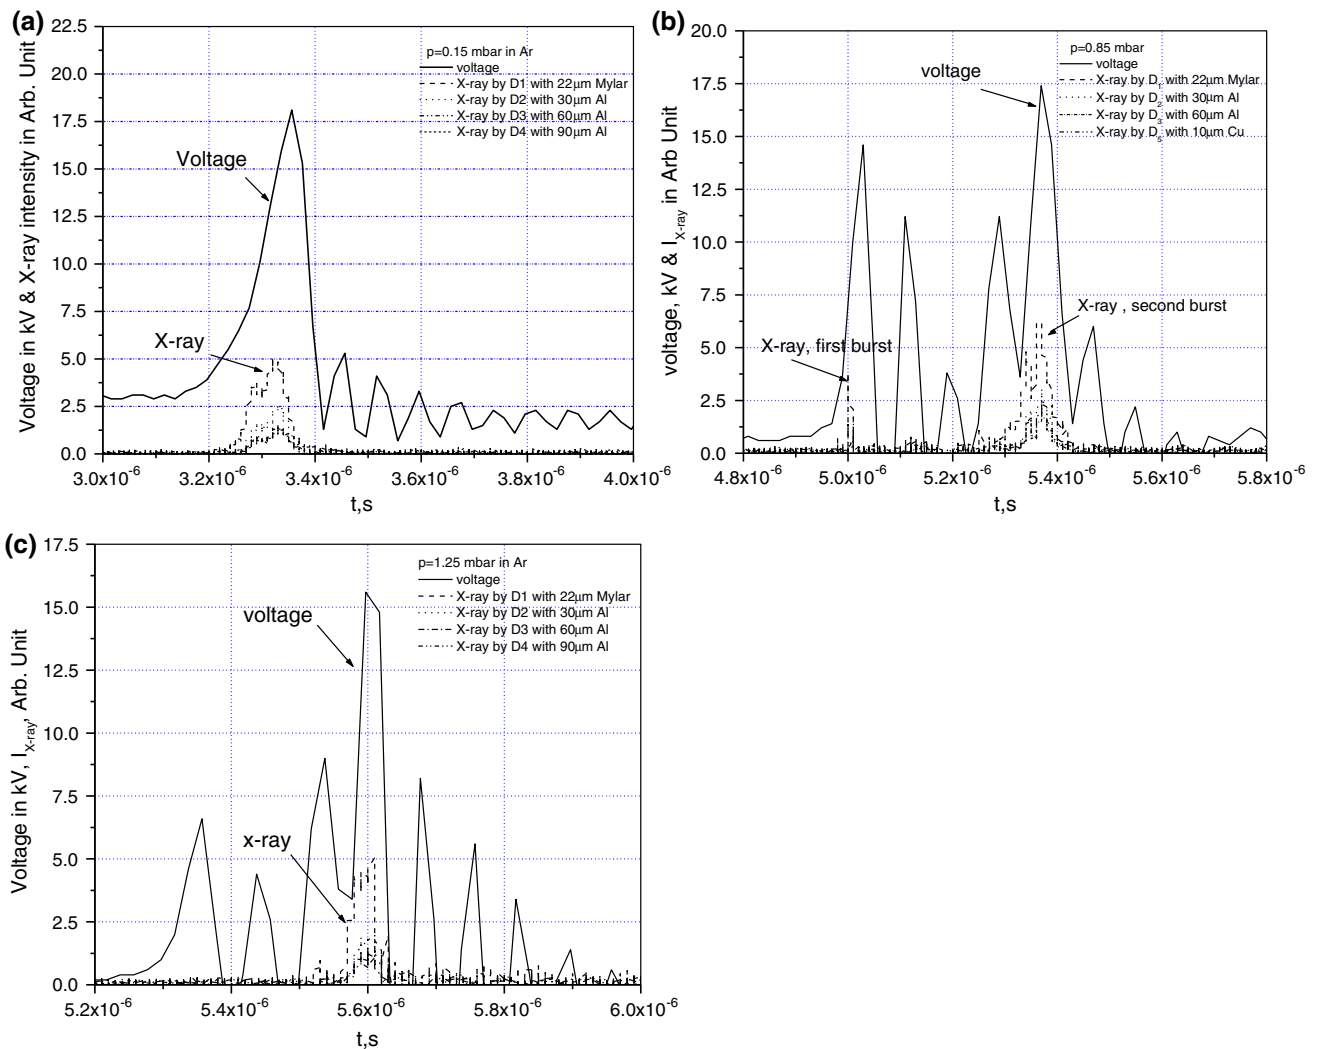 (a)
22.5
20.0
17.5
15.0
12.5
10.0
7.5
5.0
2.5
0.0
Voltage in kV & X-ray intensity in Arb. Unit
p=0.15 mbar in Ar
voltage
X-ray by D1 with 22µm Mylar
X-ray by D2 with 30µm Al
X-ray by D3 with 60µm Al
X-ray by D4 with 90µm Al
Voltage
X-ray
3.0x10-6 3.2x10-6 3.4x10-6 3.6x10-6 3.8x10-6 4.0x10-6
t,s
(b)
20.0
17.5
15.0
12.5
10.0
7.5
5.0
2.5
0.0
voltage, kV & IX-ray in Arb Unit
p=0.85 mbar
voltage
X-ray by D1 with 22µm Mylar
X-ray by D2 with 30µm Al
X-ray by D3 with 60µm Al
X-ray by D5 with 10µm Cu
voltage
X-ray , second burst
X-ray, first burst
4.8x10-6 5.0x10-6 5.2x10-6 5.4x10-6 5.6x10-6 5.8x10-6
t,s
(c)
17.5
15.0
12.5
10.0
7.5
5.0
2.5
0.0
Voltage in kV, IX-ray, Arb. Unit
p=1.25 mbar in Ar
voltage
X-ray by D1 with 22µm Mylar
X-ray by D2 with 30µm Al
X-ray by D3 with 60µm Al
X-ray by D4 with 90µm Al
voltage
x-ray
5.2x10-6 5.4x10-6 5.6x10-6 5.8x10-6 6.0x10-6
t,s